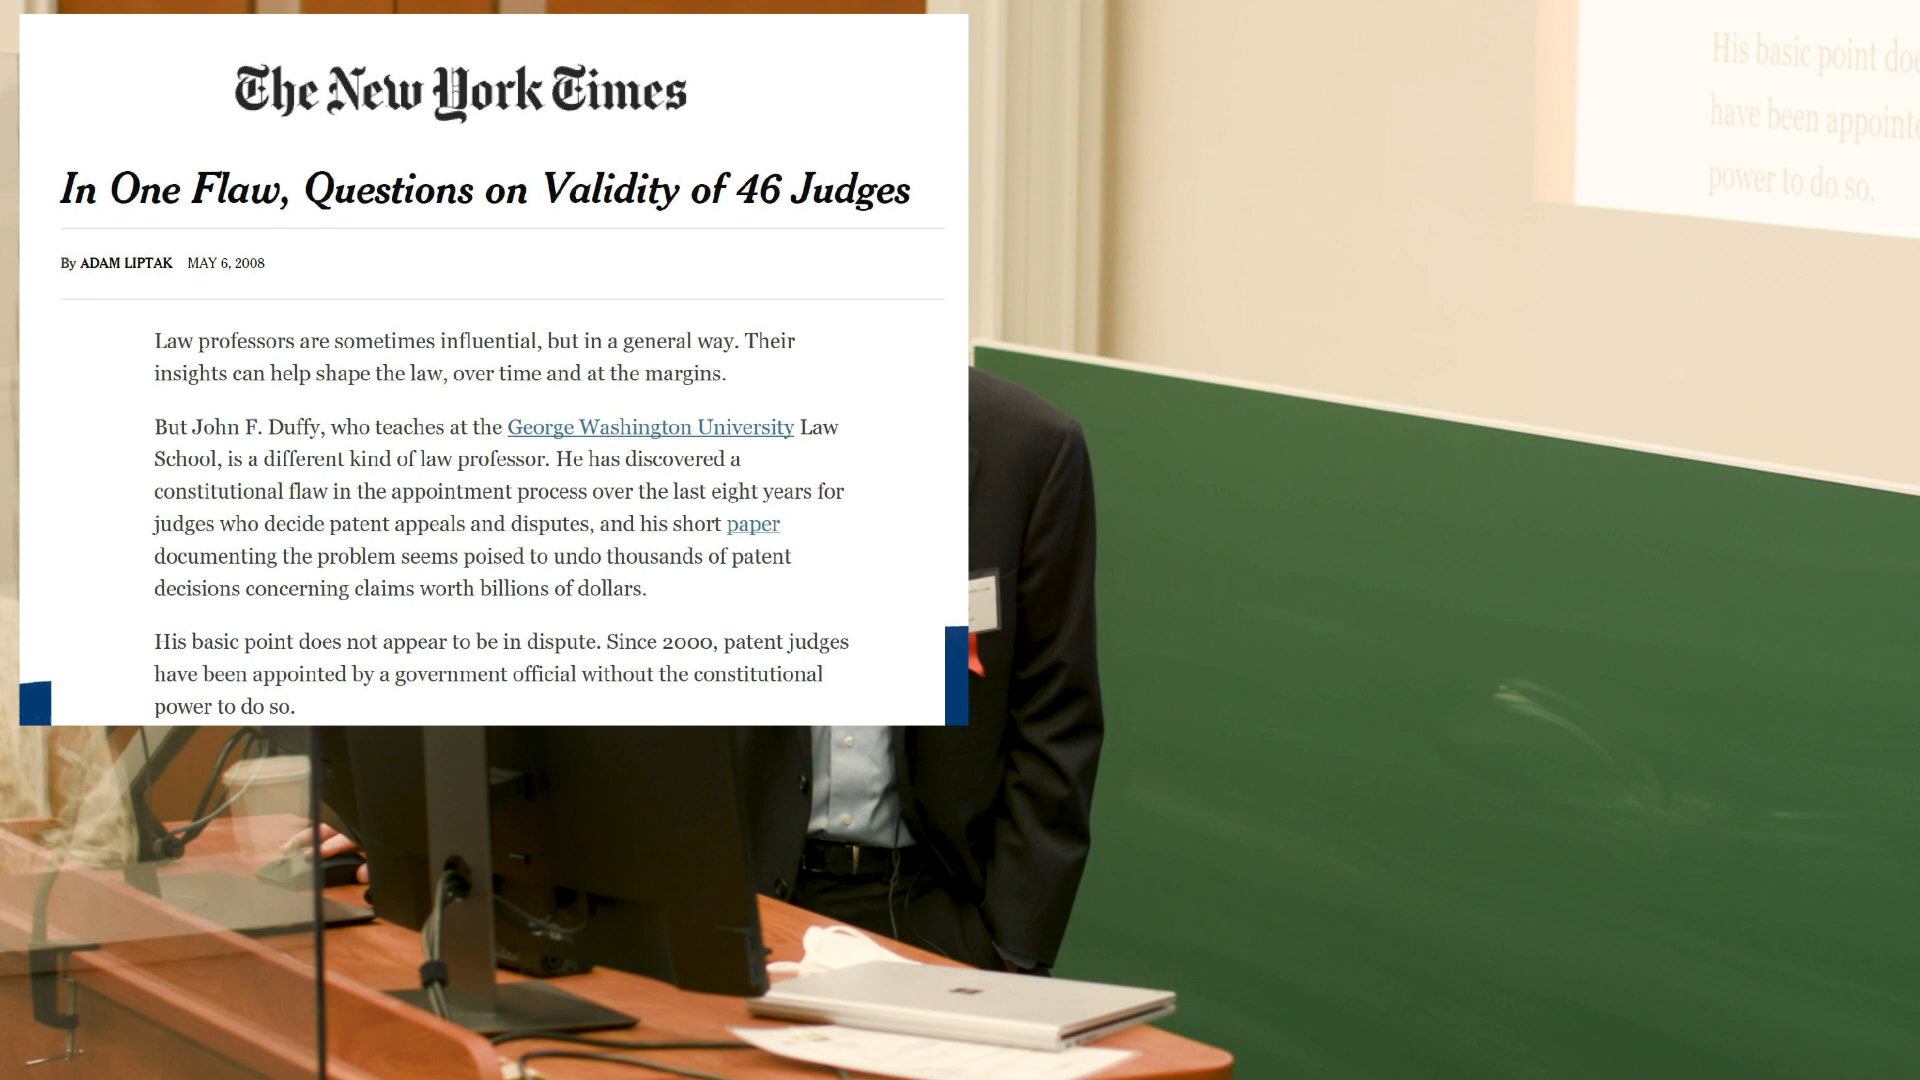 The New York Times
In One Flaw, Questions on Validity of 46 Judges
By ADAM LIPTAK MAY 6, 2008
Law professors are sometimes influential, but in a general way. Their
insights can help shape the law, over time and at the margins.
But John F. Duffy, who teaches at the George Washington University Law
School, is a different kind of law professor. He has discovered a
constitutional flaw in the appointment process over the last eight years for
judges who decide patent appeals and disputes, and his short paper
documenting the problem seems poised to undo thousands of patent
decisions concerning claims worth billions of dollars.
His basic point does not appear to be in dispute. Since 2000, patent judges
have been appointed by a government official without the constitutional
power to do so.
His basic point doe
have been appointe
power to do so.